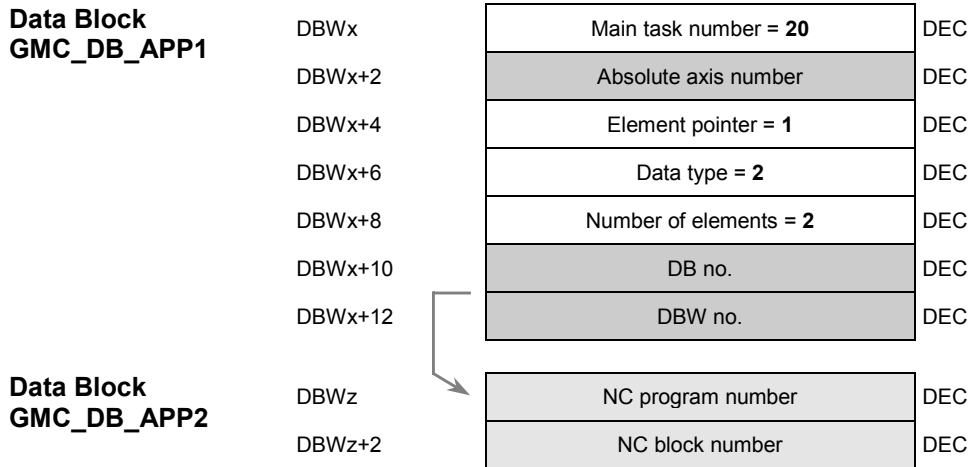 Data Block
GMC_DB_APP1
DBWx Main task number = 20 DEC
DBWx+2 Absolute axis number DEC
DBWx+4 Element pointer = 1 DEC
DBWx+6 Data type = 2 DEC
DBWx+8 Number of elements = 2 DEC
DBWx+10 DB no. DEC
DBWx+12 DBW no. DEC
Data Block
GMC_DB_APP2
DBWz NC program number DEC
DBWz+2 NC block number DEC